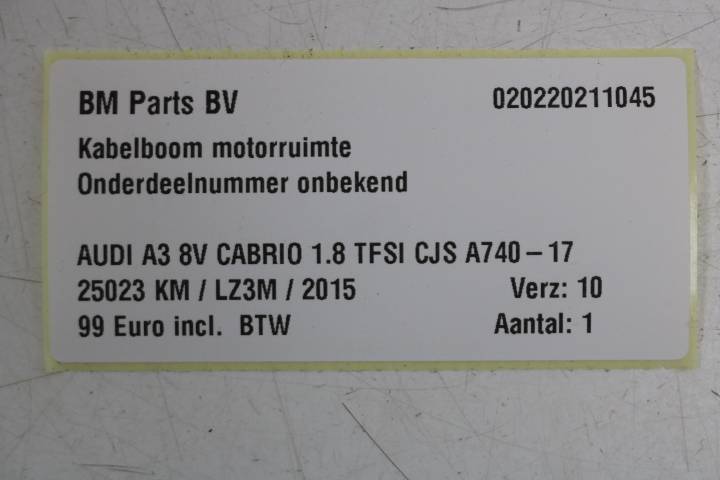 BM Parts BV 020220211045
Kabelboom motorruimte
Onderdeelnummer onbekend
AUDI A3 8V CABRIO 1.8 TFSI CJS A740 – 17
25023 KM / LZ3M / 2015 Verz: 10
99 Euro incl. BTW Aantal: 1